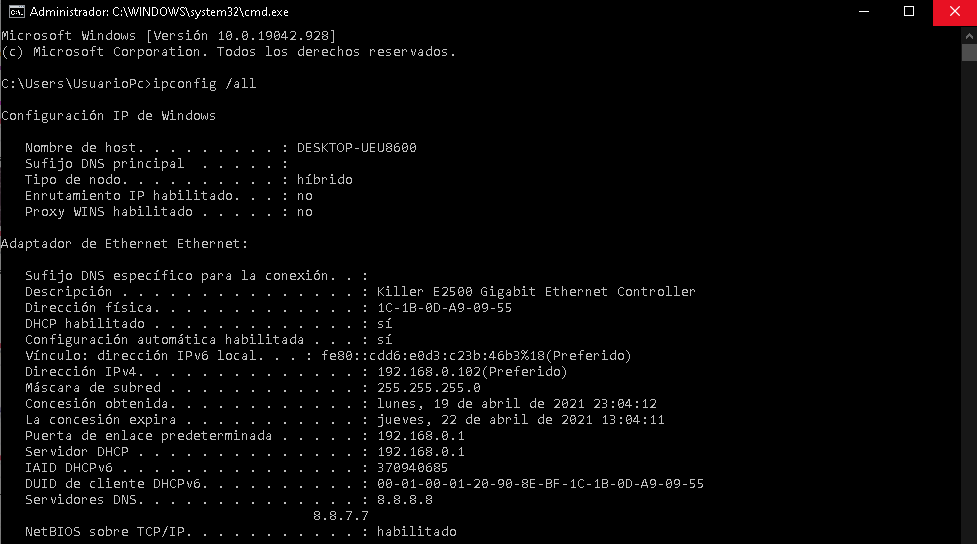 Administrador: C:\WINDOWS\system32\cmd.exe
Microsoft Windows [Versión 10.0.19042.928]
(c) Microsoft Corporation. Todos los derechos reservados.
C:\Users\UsuarioPc>ipconfig /all
Configuración IP de Windows
Nombre de host. . . . . . . . . : DESKTOP-UEU8600
Sufijo DNS principal  . . . . . :
Tipo de nodo. . . . . . . . . . : híbrido
Enrutamiento IP habilitado. . . : no
Proxy WINS habilitado . . . . . : no
Adaptador de Ethernet Ethernet:
Sufijo DNS específico para la conexión. . :
Descripción . . . . . . . . . . . . . . . : Killer E2500 Gigabit Ethernet Controller
Dirección física. . . . . . . . . . . . . : 1C-1B-0D-A9-09-55
DHCP habilitado . . . . . . . . . . . . . : sí
Configuración automática habilitada . . . : sí
Vínculo: dirección IPv6 local. . . : fe80::cdd6:e0d3:c23b:46b3%18(Preferido)
Dirección IPv4. . . . . . . . . . . . . . : 192.168.0.102(Preferido)
Máscara de subred . . . . . . . . . . . . : 255.255.255.0
Concesión obtenida. . . . . . . . . . . . : lunes, 19 de abril de 2021 23:04:12
La concesión expira . . . . . . . . . . . : jueves, 22 de abril de 2021 13:04:11
Puerta de enlace predeterminada . . . . . : 192.168.0.1
Servidor DHCP . . . . . . . . . . . . . . : 192.168.0.1
IAID DHCPv6 . . . . . . . . . . . . . . . : 370940685
DUID de cliente DHCPv6. . . . . . . . . . : 00-01-00-01-20-90-8E-BF-1C-1B-0D-A9-09-55
Servidores DNS. . . . . . . . . . . . . . : 8.8.8.8
8.8.7.7
NetBIOS sobre TCP/IP. . . . . . . . . . . : habilitado